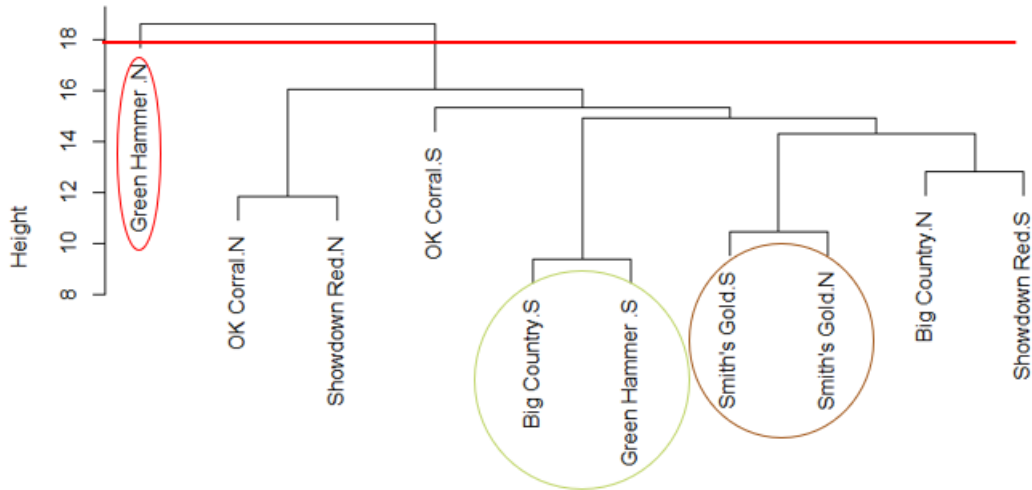 Height
18
16
14
12
10
8
Green Hammer .N
OK Corral.N
Showdown Red.N
OK Corral.S
Big Country.S
Green Hammer .S
Smith's Gold.S
Smith's Gold.N
Big Country.N
Showdown Red.S